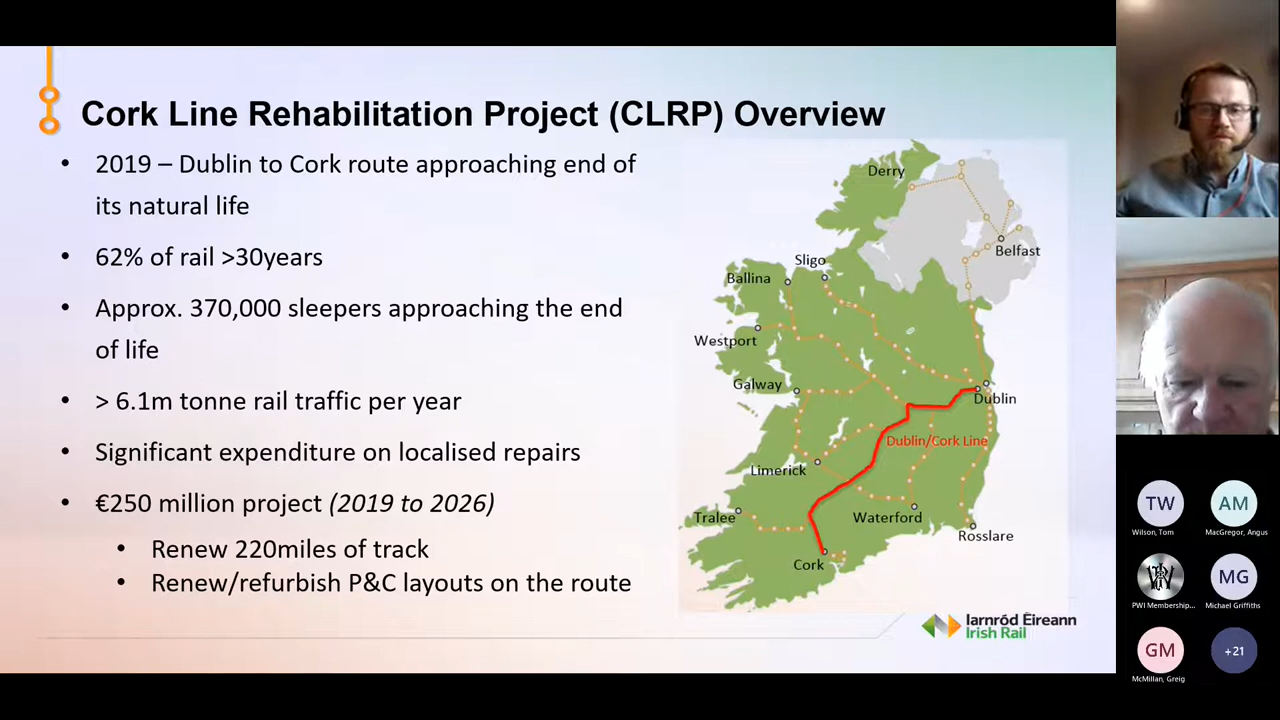 Cork Line Rehabilitation Project (CLRP) Overview
• 2019 – Dublin to Cork route approaching end of
its natural life
• 62% of rail >30years
• Approx. 370,000 sleepers approaching the end
of life
• > 6.1m tonne rail traffic per year
• Significant expenditure on localised repairs
• €250 million project (2019 to 2026)
• Renew 220miles of track
• Renew/refurbish P&C layouts on the route
Derry
Belfast
Sligo
Ballina
Westport
Galway
Dublin
Dublin/Cork Line
Limerick
Tralee
Waterford
Rosslare
Cork
Iarnród Éireann
Irish Rail
TW
Wilson, Tom
AM
MacGregor, Angus
PWI Membership...
MG
Michael Griffiths
GM
McMillan, Greig
+21